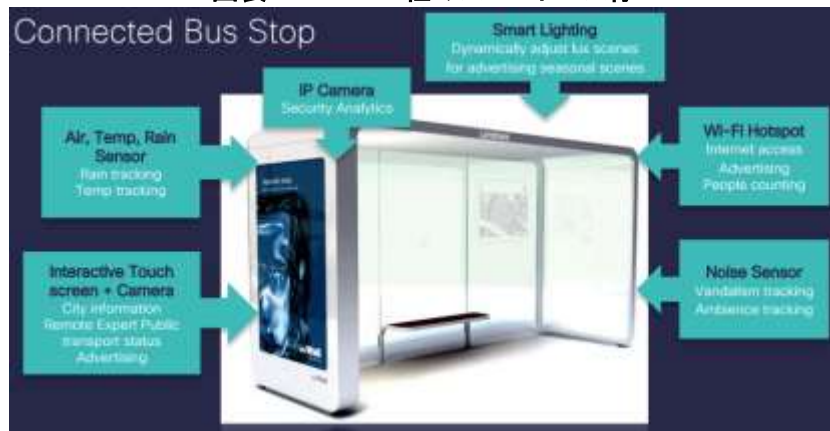 Connected Bus Stop
Smart Lighting
Dynamically adjust lux scenes
for advertising seasonal scenes
IP Camera
Security Analytics
Air, Temp, Rain
Sensor
Rain tracking
Temp tracking
Wi-Fi Hotspot
Internet access
Advertising
People counting
Interactive Touch
screen + Camera
City information
Remote Expert Public
transport status
Advertising
Noise Sensor
Vandalism tracking
Ambience tracking